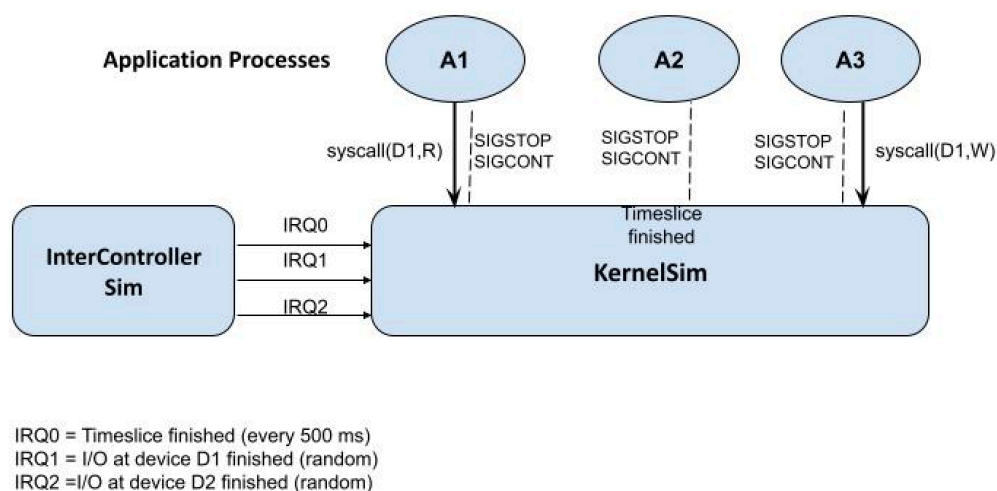 Application Processes
A1
A2
A3
syscall(D1,R)
SIGSTOP
SIGCONT
SIGSTOP
SIGCONT
SIGSTOP
SIGCONT
syscall(D1,W)
InterController
Sim
IRQ0
IRQ1
IRQ2
Timeslice
finished
KernelSim
IRQ0 = Timeslice finished (every 500 ms)
IRQ1 = I/O at device D1 finished (random)
IRQ2 =I/O at device D2 finished (random)